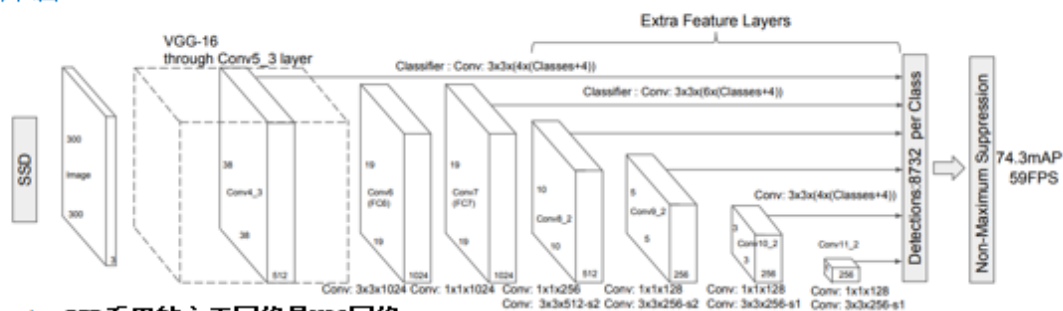 Extra Feature Layers
VGG-16
through Conv5_3 layer
Classifier : Conv: 3x3x(4x(Classes+4))
Classifier : Conv: 3x3x(6x(Classes+4))
SSD
300
Image
300
3
38
Conv4_3
38
512
19
Conv6
(FC6)
19
1024
19
Conv7
(FC7)
19
1024
10
Conv8_2
10
512
5
Conv9_2
5
256
Conv: 3x3x(4x(Classes+4))
3
Conv10_2
3
256
Conv11_2
256
Detections:8732 per Class
Non-Maximum Suppression
74.3mAP
59FPS
Conv: 3x3x1024
Conv: 1x1x1024
Conv: 1x1x256
Conv: 3x3x512-s2
Conv: 1x1x128
Conv: 3x3x256-s2
Conv: 1x1x128
Conv: 3x3x256-s1
Conv: 1x1x128
Conv: 3x3x256-s1